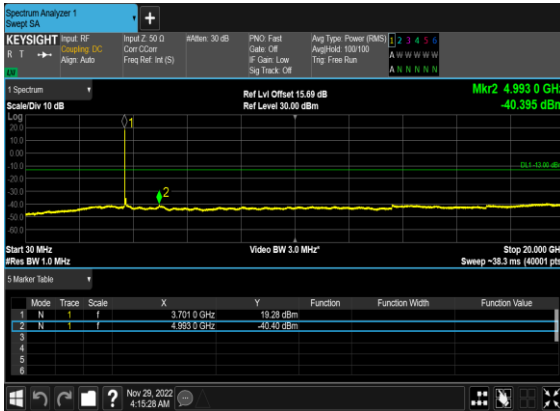 Spectrum Analyzer 1
Swept SA
+
KEYSIGHT Input: RF Input Z: 50 Ω #Atten: 30 dB PNO: Fast Avg Type: Power (RMS) 1 2 3 4 5 6
R T Coupling: DC Corr CCorr Gate: Off Avg|Hold: 100/100 A W W W W W
Align: Auto Freq Ref: Int (S) IF Gain: Low Trig: Free Run
Sig Track: Off A N N N N N
1 Spectrum Ref Lvl Offset 15.69 dB Mkr2 4.993 0 GHz
Scale/Div 10 dB Ref Level 30.00 dBm -40.395 dBm
Log
20.0
10.0
0.00
-10.0
-20.0
-30.0
-40.0
-50.0
-60.0
1
2
DL1 -13.00 dBm
Start 30 MHz Video BW 3.0 MHz* Stop 20.000 GHz
#Res BW 1.0 MHz Sweep ~38.3 ms (40001 pts)
5 Marker Table
Mode Trace Scale X Y Function Function Width Function Value
1 N 1 f 3.701 0 GHz 19.28 dBm
2 N 1 f 4.993 0 GHz -40.40 dBm
3
4
5
6
? Nov 29, 2022
4:15:28 AM